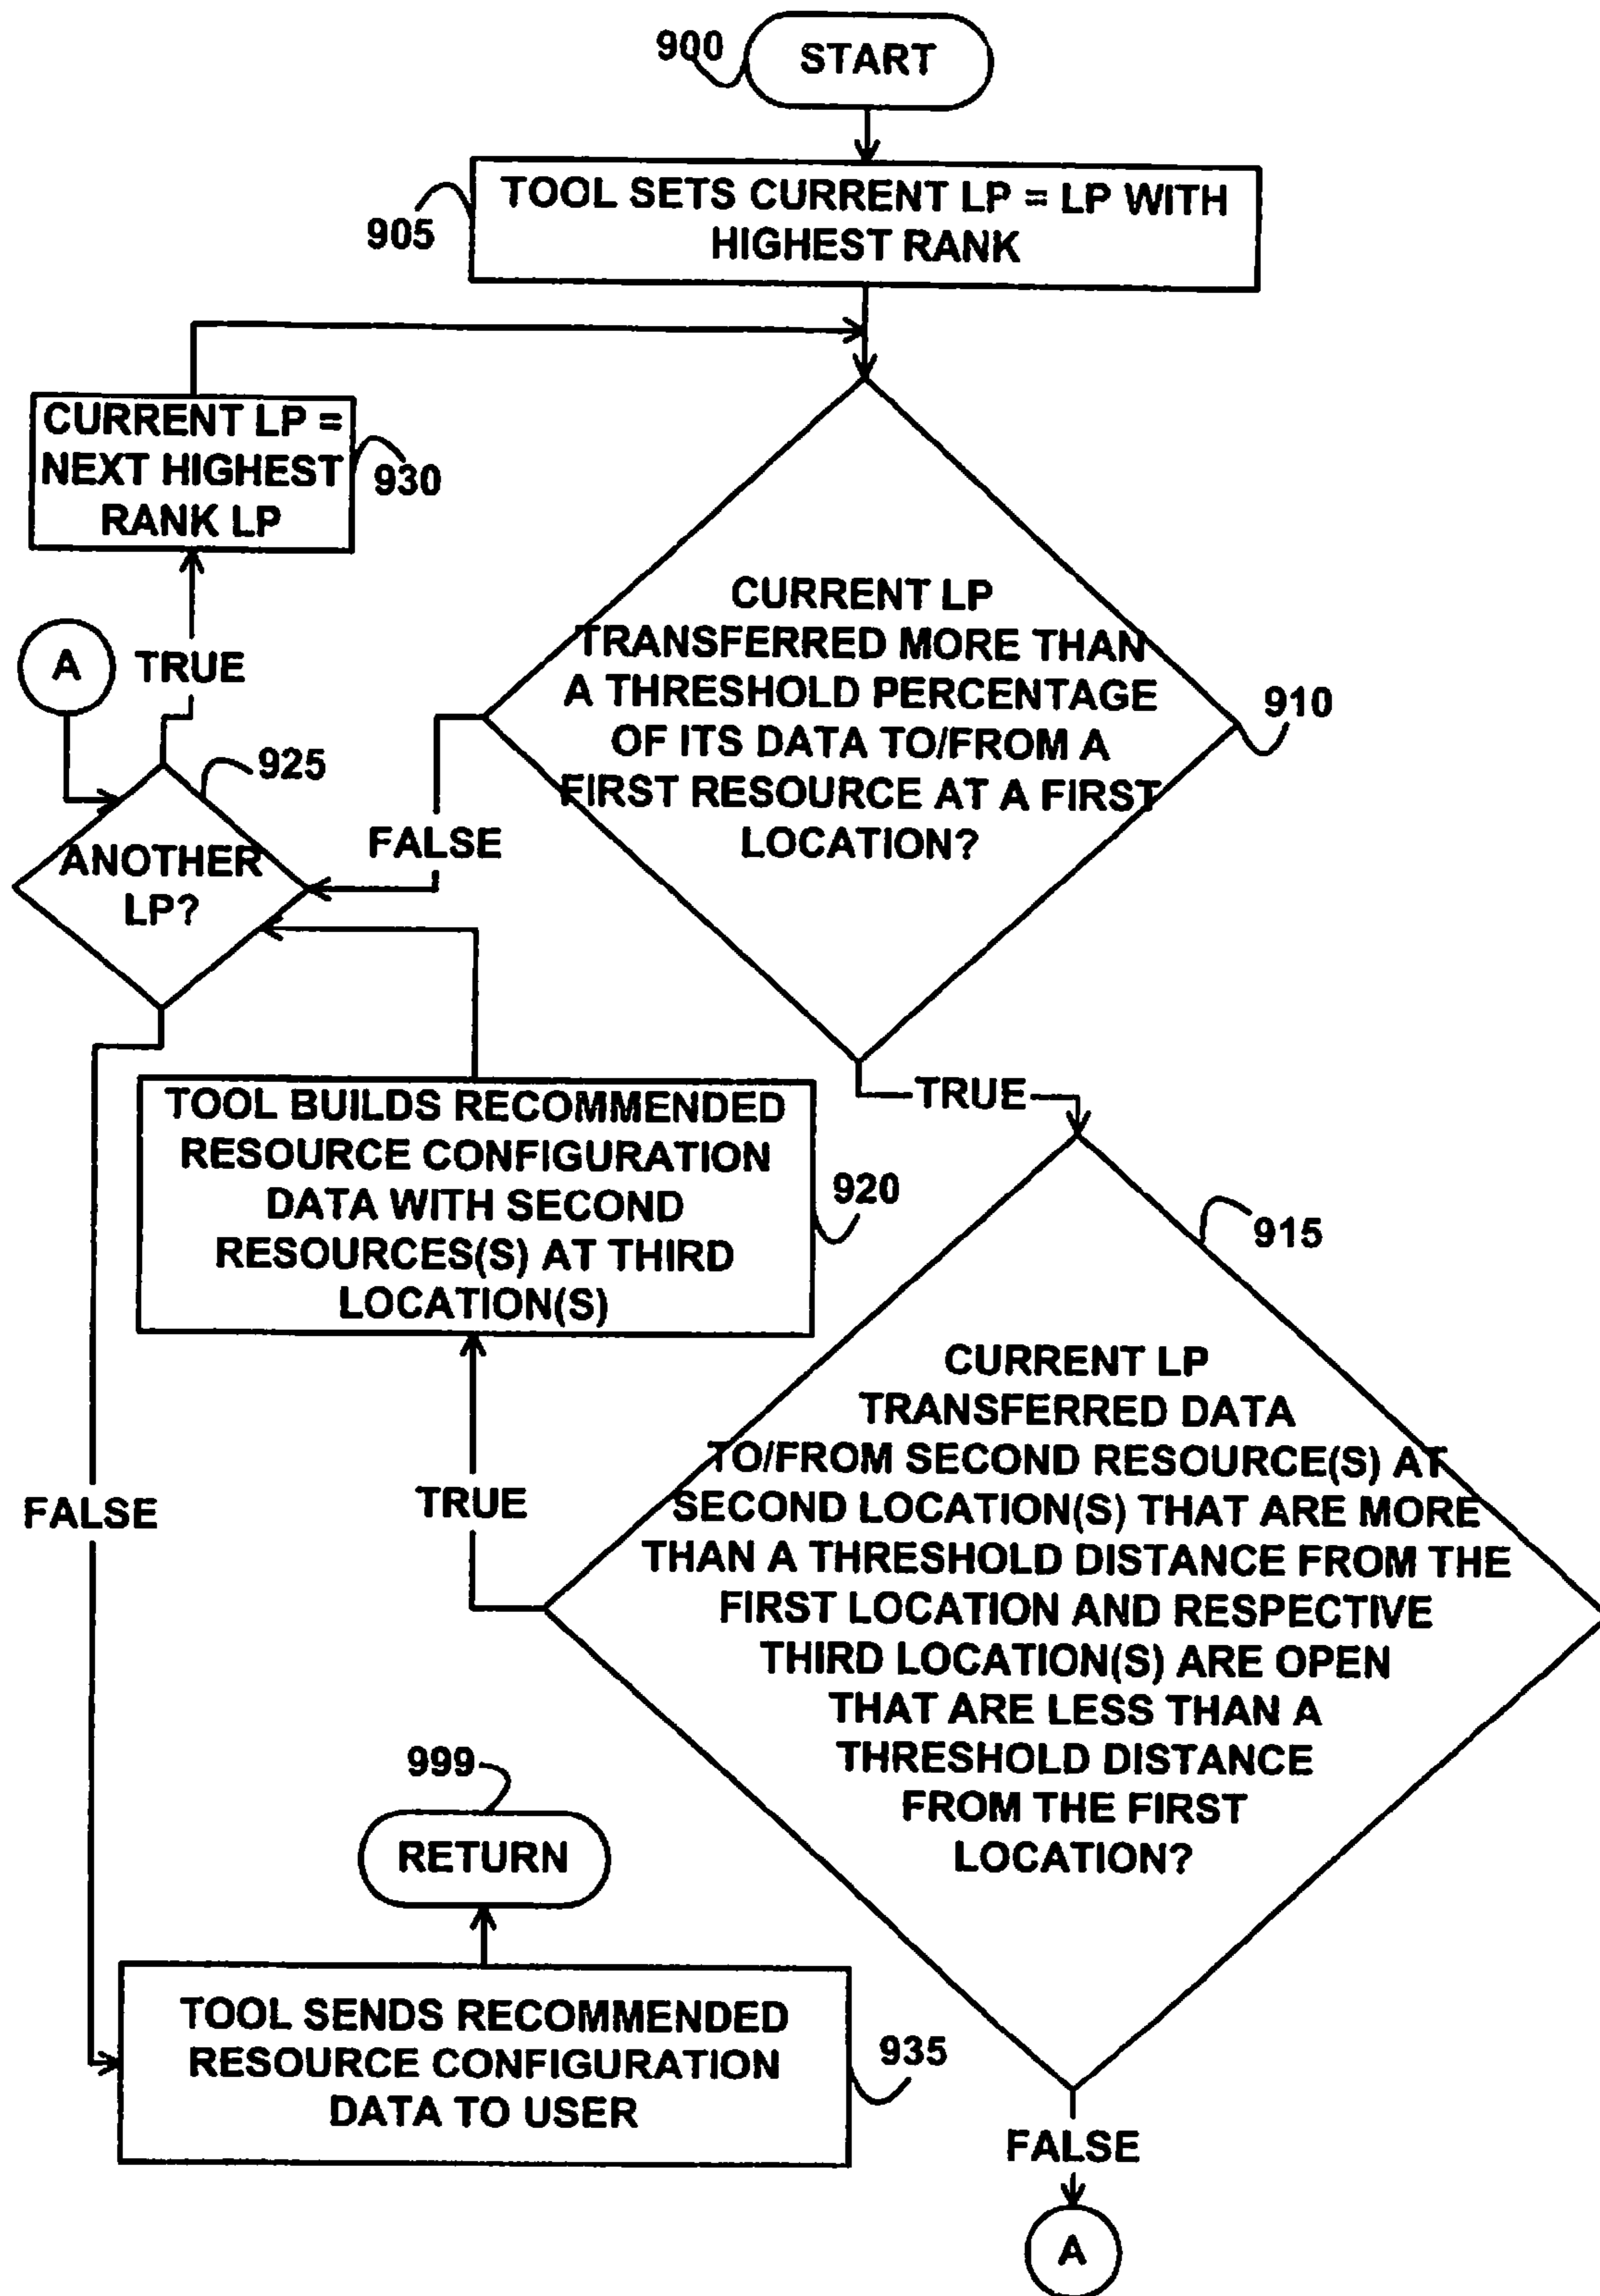 900
START
TOOL SETS CURRENT LP = LP WITH
HIGHEST RANK
905
CURRENT LP =
NEXT HIGHEST
RANK LP
930
CURRENT LP
TRANSFERRED MORE THAN
A THRESHOLD PERCENTAGE
OF ITS DATA TO/FROM A
FIRST RESOURCE AT A FIRST
LOCATION?
910
A
TRUE
925
ANOTHER
LP?
FALSE
TRUE
TOOL BUILDS RECOMMENDED
RESOURCE CONFIGURATION
DATA WITH SECOND
RESOURCES(S) AT THIRD
LOCATION(S)
920
915
CURRENT LP
TRANSFERRED DATA
TO/FROM SECOND RESOURCE(S) AT
SECOND LOCATION(S) THAT ARE MORE
THAN A THRESHOLD DISTANCE FROM THE
FIRST LOCATION AND RESPECTIVE
THIRD LOCATION(S) ARE OPEN
THAT ARE LESS THAN A
THRESHOLD DISTANCE
FROM THE FIRST
LOCATION?
TRUE
FALSE
999
RETURN
TOOL SENDS RECOMMENDED
RESOURCE CONFIGURATION
DATA TO USER
935
FALSE
A